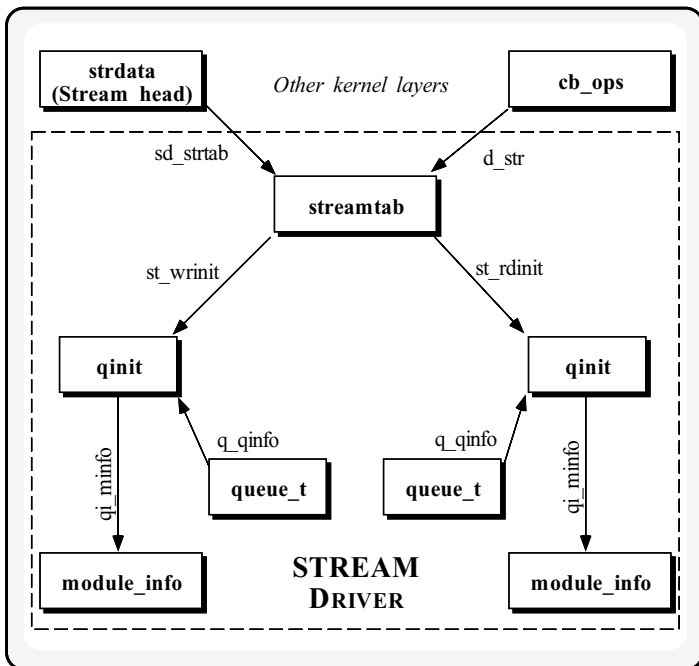 strdata
(Stream head)
Other kernel layers
cb_ops
sd_strtab
d_str
streamtab
st_wrinit
st_rdinit
qinit
qinit
q_qinfo
q_qinfo
qi_minfo
queue_t
queue_t
qi_minfo
module_info
STREAM
DRIVER
module_info